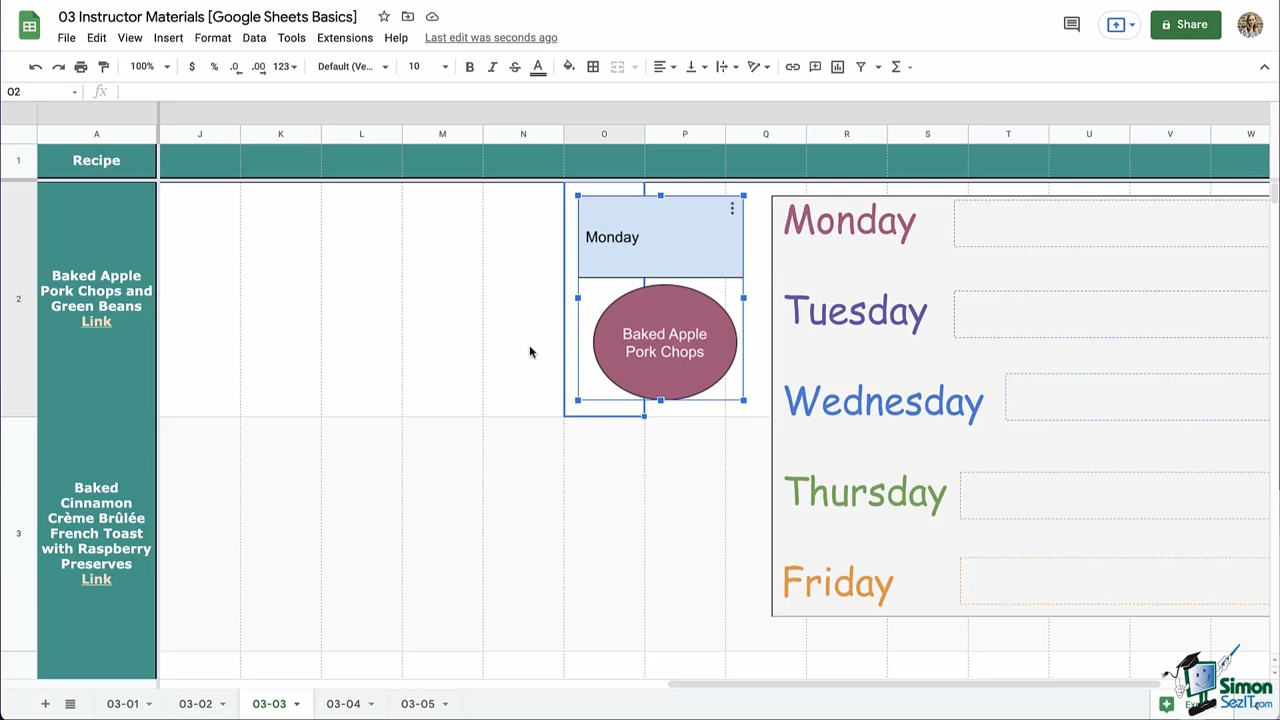 03 Instructor Materials [Google Sheets Basics]
File Edit View Insert Format Data Tools Extensions Help Last edit was seconds ago
Share
100% $ % .0 .00 123 Default (Ve... 10 B I S A Σ
O2 fx
A J K L M N O P Q R S T U V W
1 Recipe
2
Baked Apple
Pork Chops and
Green Beans
Link
Monday
Baked Apple
Pork Chops
Monday
Tuesday
Wednesday
Thursday
Friday
3
Baked
Cinnamon
Crème Brûlée
French Toast
with Raspberry
Preserves
Link
Simon
SezIT.com
03-01 03-02 03-03 03-04 03-05